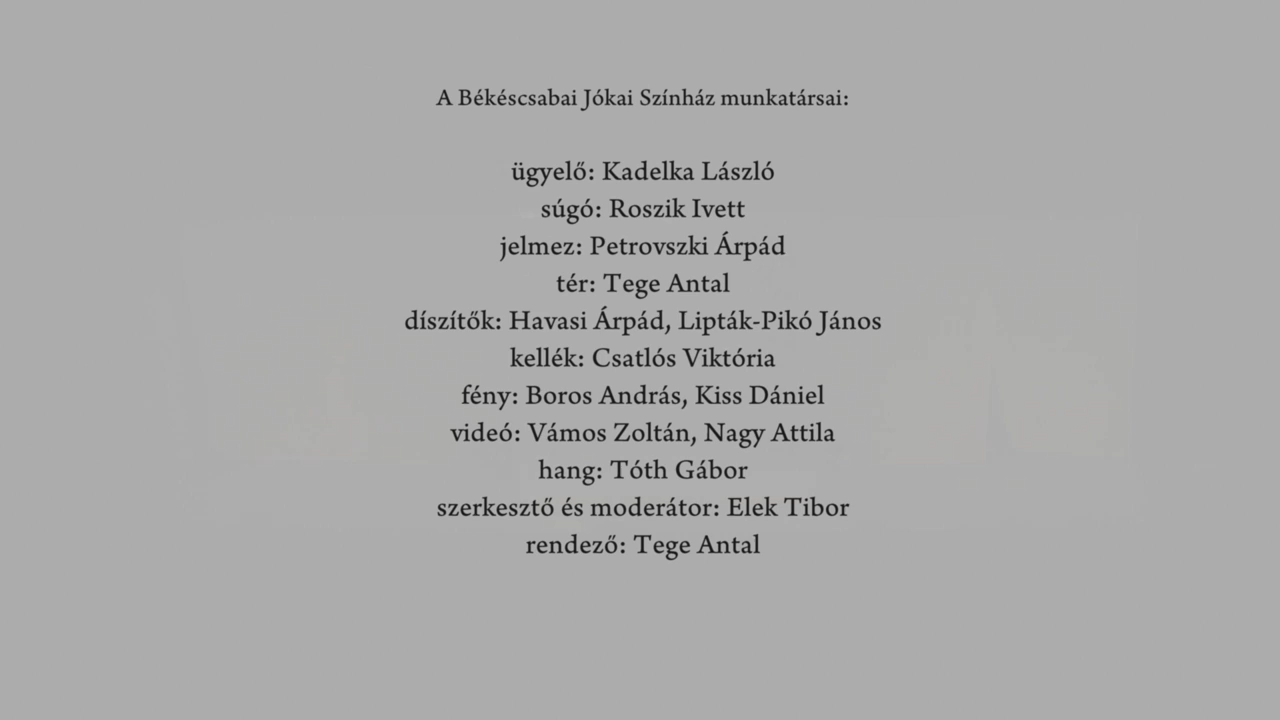 A Békéscsabai Jókai Színház munkatársai:
ügyelő: Kadelka László
súgó: Roszik Ivett
jelmez: Petrovszki Árpád
tér: Tege Antal
díszítők: Havasi Árpád, Lipták-Pikó János
kellék: Csatlós Viktória
fény: Boros András, Kiss Dániel
videó: Vámos Zoltán, Nagy Attila
hang: Tóth Gábor
szerkesztő és moderátor: Elek Tibor
rendező: Tege Antal